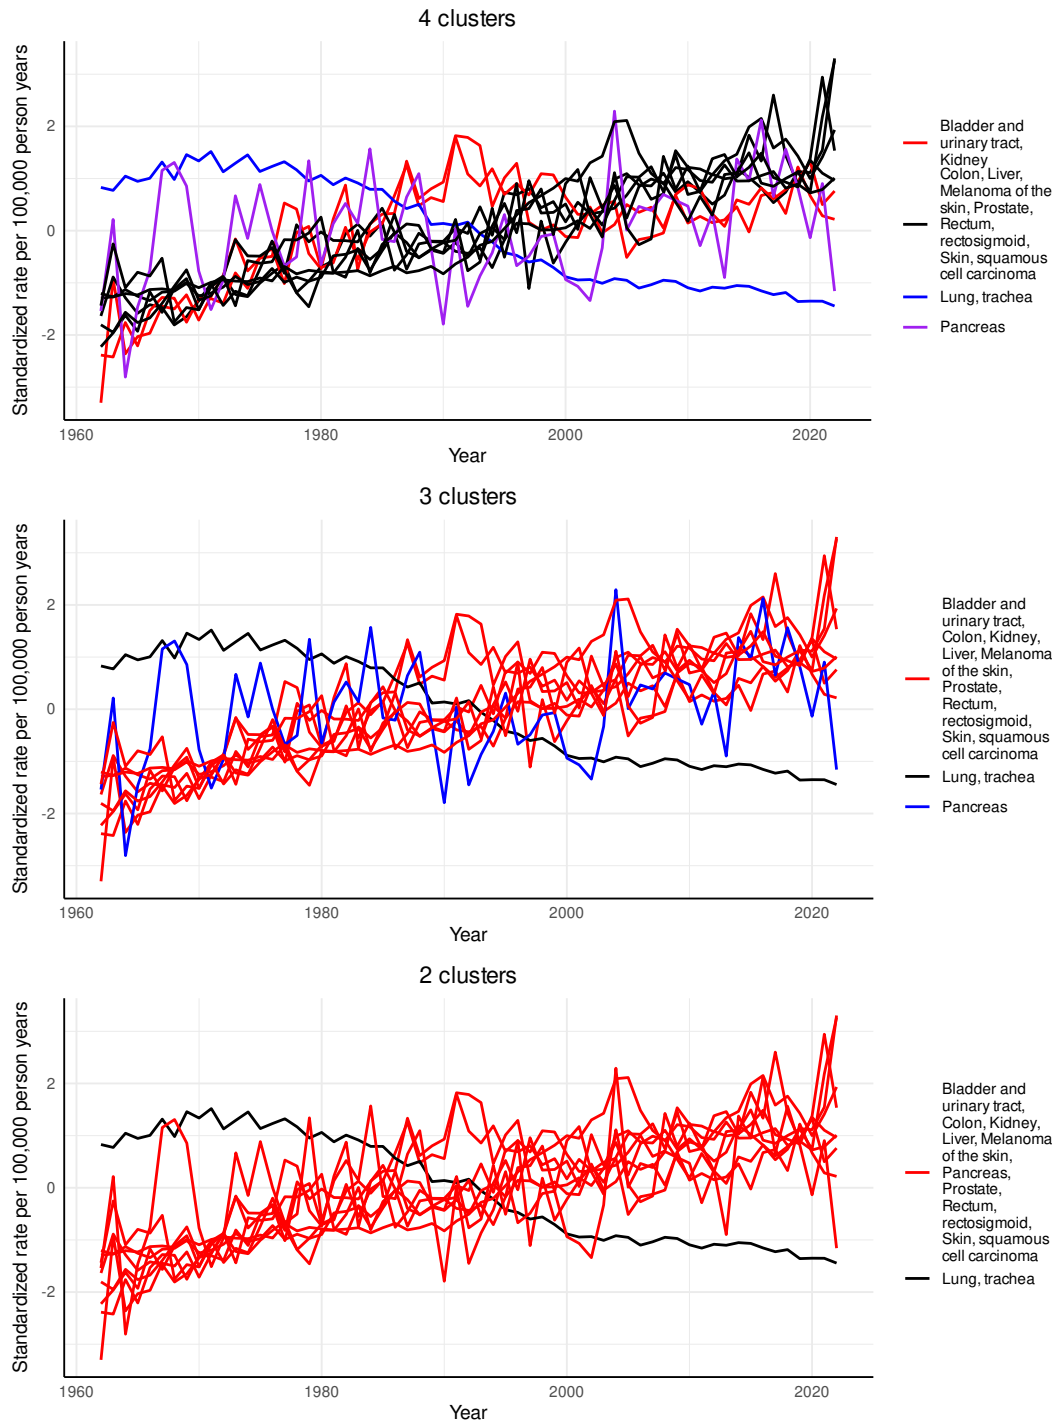 4 clusters
Standardized rate per 100,000 person years
2
0
-2
1960
1980
2000
2020
Year
Bladder and
urinary tract,
Kidney
Colon, Liver,
Melanoma of the
skin, Prostate,
Rectum,
rectosigmoid,
Skin, squamous
cell carcinoma
Lung, trachea
Pancreas
3 clusters
Standardized rate per 100,000 person years
2
0
-2
1960
1980
2000
2020
Year
Bladder and
urinary tract,
Colon, Kidney,
Liver, Melanoma
of the skin,
Prostate,
Rectum,
rectosigmoid,
Skin, squamous
cell carcinoma
Lung, trachea
Pancreas
2 clusters
Standardized rate per 100,000 person years
2
0
-2
1960
1980
2000
2020
Year
Bladder and
urinary tract,
Colon, Kidney,
Liver, Melanoma
of the skin,
Pancreas,
Prostate,
Rectum,
rectosigmoid,
Skin, squamous
cell carcinoma
Lung, trachea